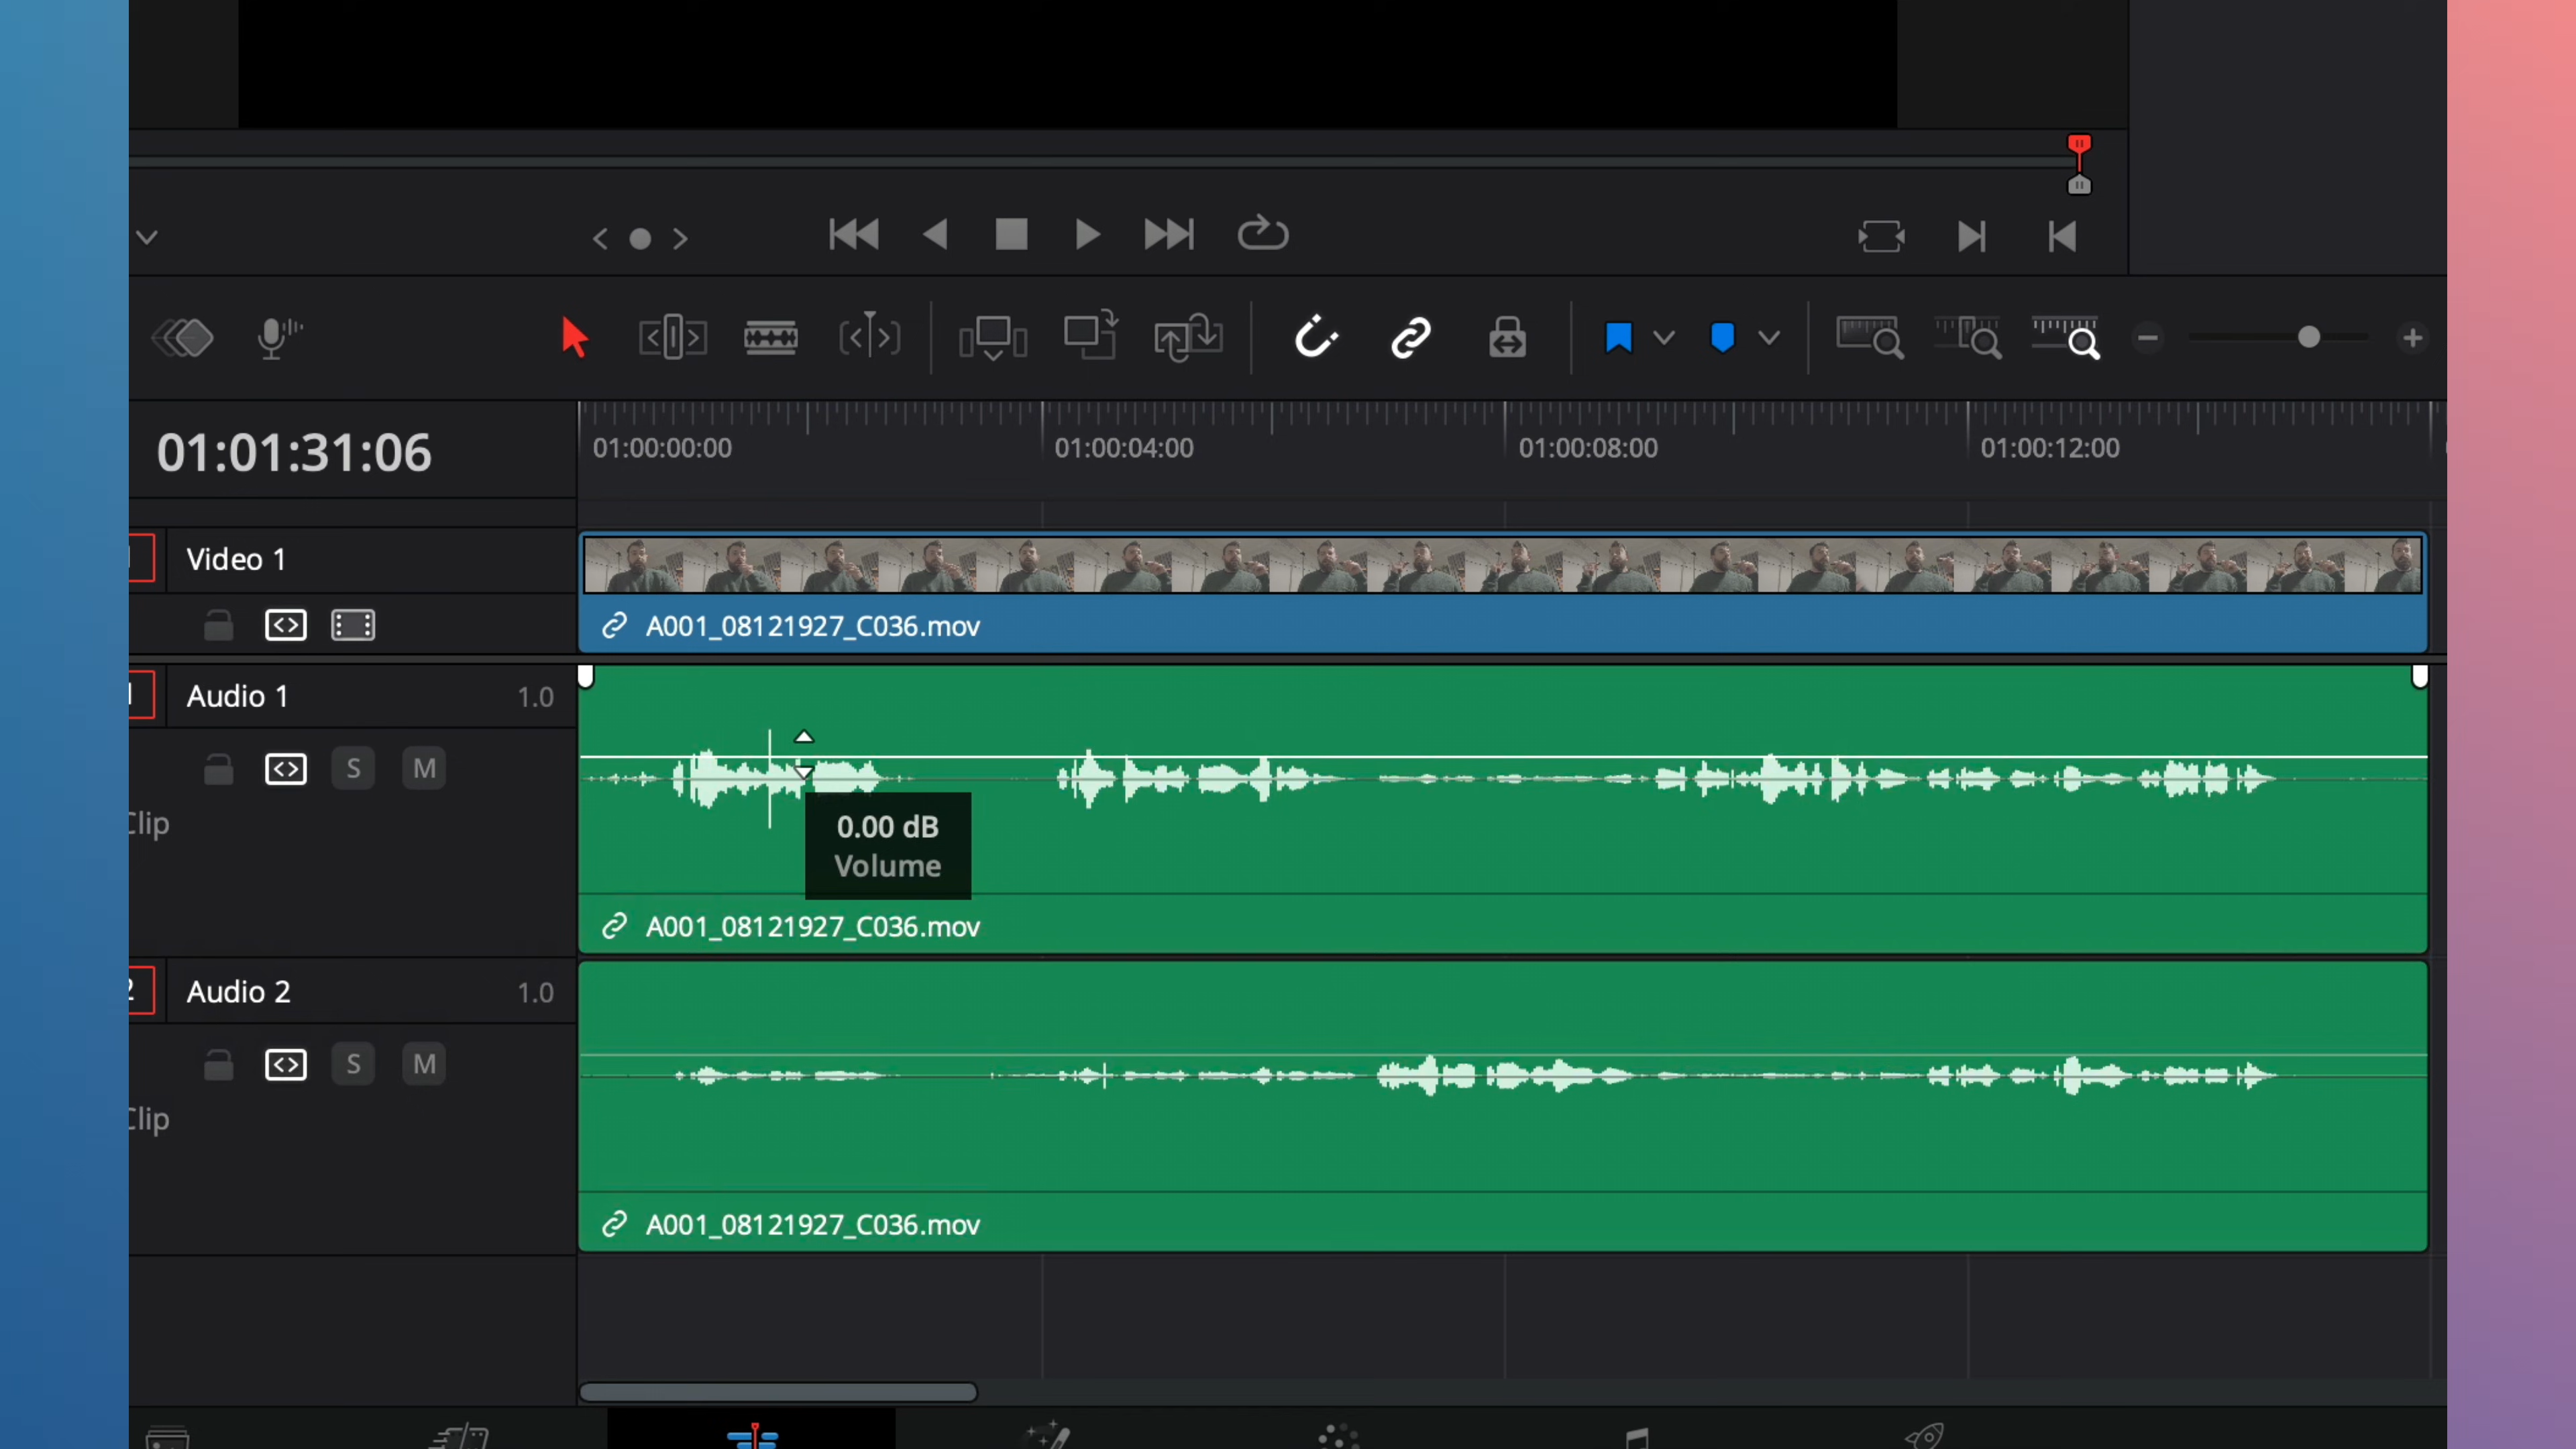 01:01:31:06
01:00:00:00 01:00:04:00 01:00:08:00 01:00:12:00
Video 1
A001_08121927_C036.mov
Audio 1 1.0
S M
0.00 dB
Volume
Clip
A001_08121927_C036.mov
2 Audio 2 1.0
S M
Clip
A001_08121927_C036.mov